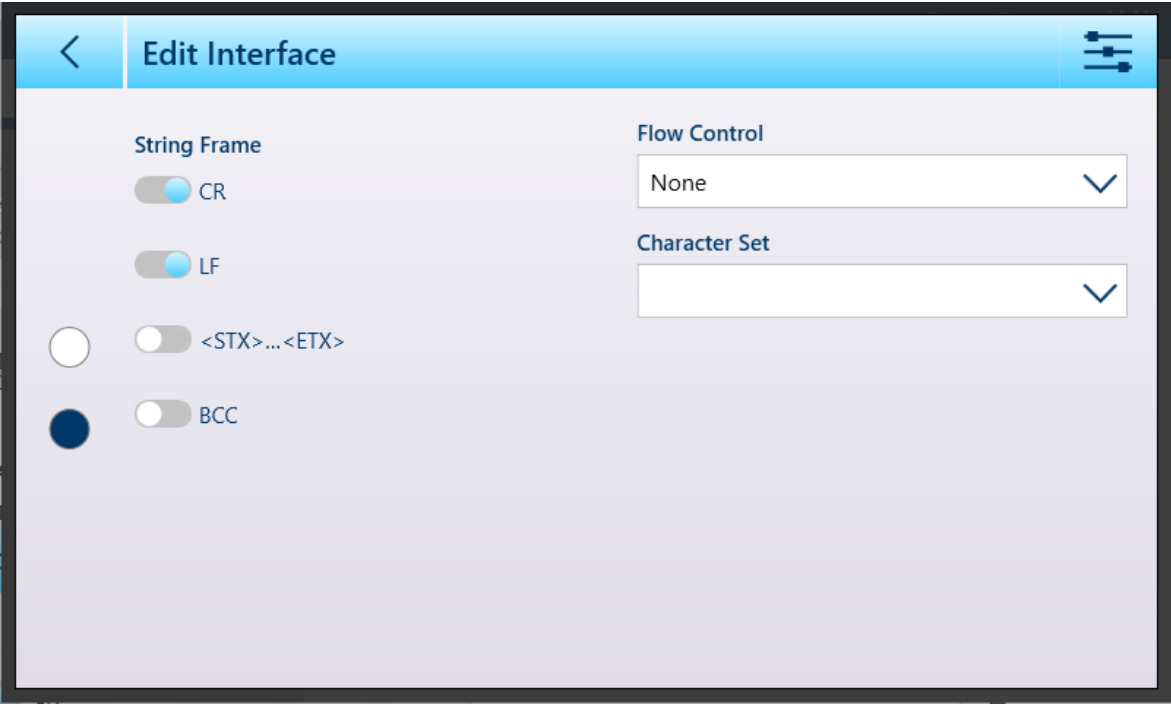 Edit Interface
String Frame
CR
LF
<STX>...<ETX>
BCC
Flow Control
None
Character Set